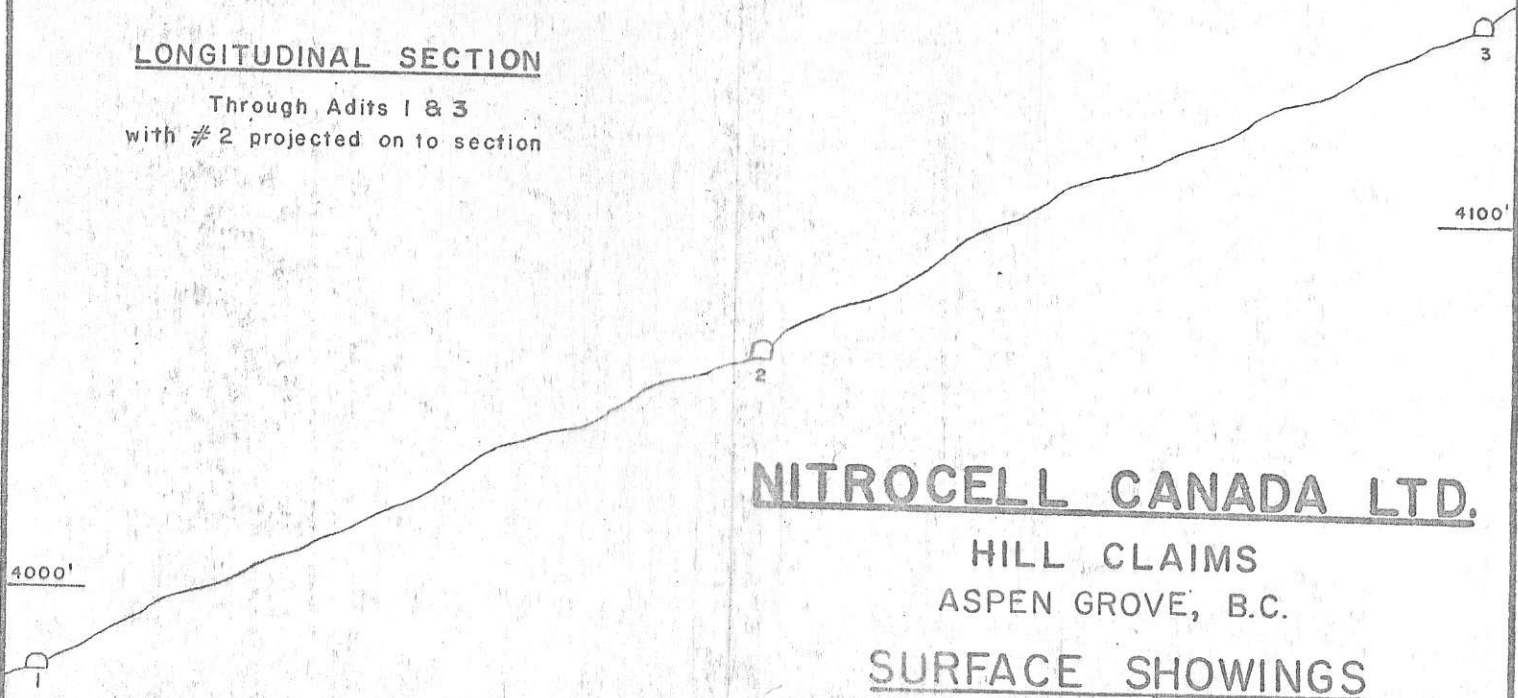 LONGITUDINAL SECTION
Through Adits 1 & 3
with # 2 projected on to section
3
4100'
2
NITROCELL CANADA LTD.
HILL CLAIMS
ASPEN GROVE, B.C.
SURFACE SHOWINGS
4000'
1